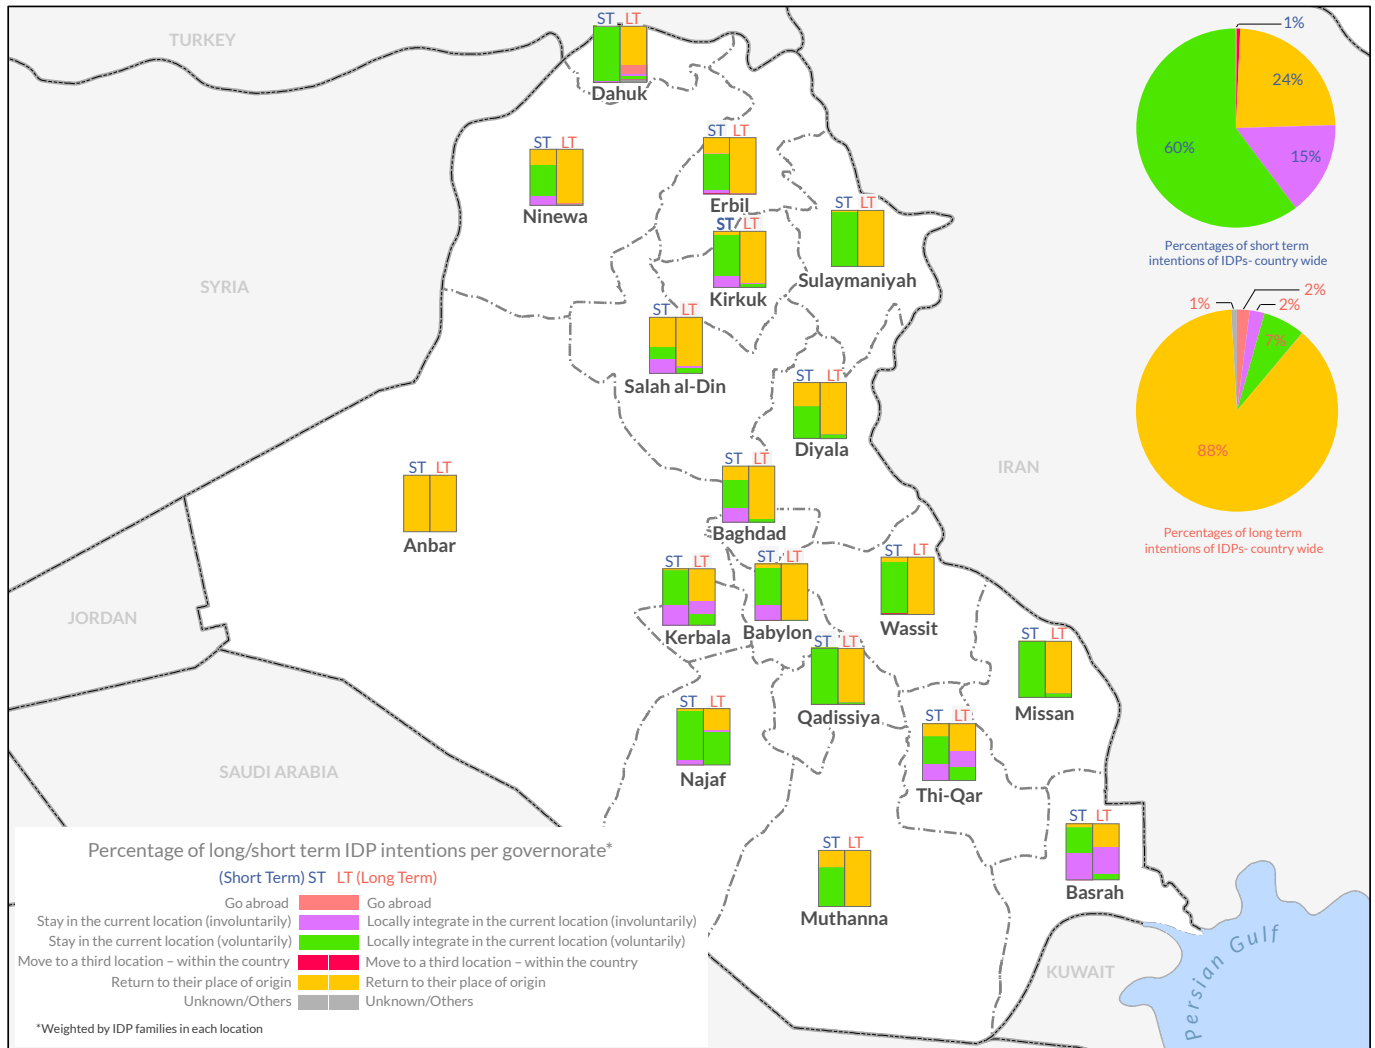 TURKEY
SYRIA
JORDAN
SAUDI ARABIA
IRAN
KUWAIT
Persian Gulf
ST LT
Dahuk
ST LT
Ninewa
ST LT
Erbil
ST LT
Kirkuk
ST LT
Sulaymaniyah
ST LT
Salah al-Din
ST LT
Diyala
ST LT
Anbar
ST LT
Baghdad
ST LT
Kerbala
ST LT
Babylon
ST LT
Wassit
ST LT
Qadissiya
ST LT
Missan
ST LT
Najaf
ST LT
Thi-Qar
ST LT
Muthanna
ST LT
Basrah
1%
24%
15%
60%
Percentages of short term
intentions of IDPs- country wide
1%
2%
2%
7%
88%
Percentages of long term
intentions of IDPs- country wide
Percentage of long/short term IDP intentions per governorate*
(Short Term) ST LT (Long Term)
Go abroad Go abroad
Stay in the current location (involuntarily) Locally integrate in the current location (involuntarily)
Stay in the current location (voluntarily) Locally integrate in the current location (voluntarily)
Move to a third location – within the country Move to a third location – within the country
Return to their place of origin Return to their place of origin
Unknown/Others Unknown/Others
*Weighted by IDP families in each location